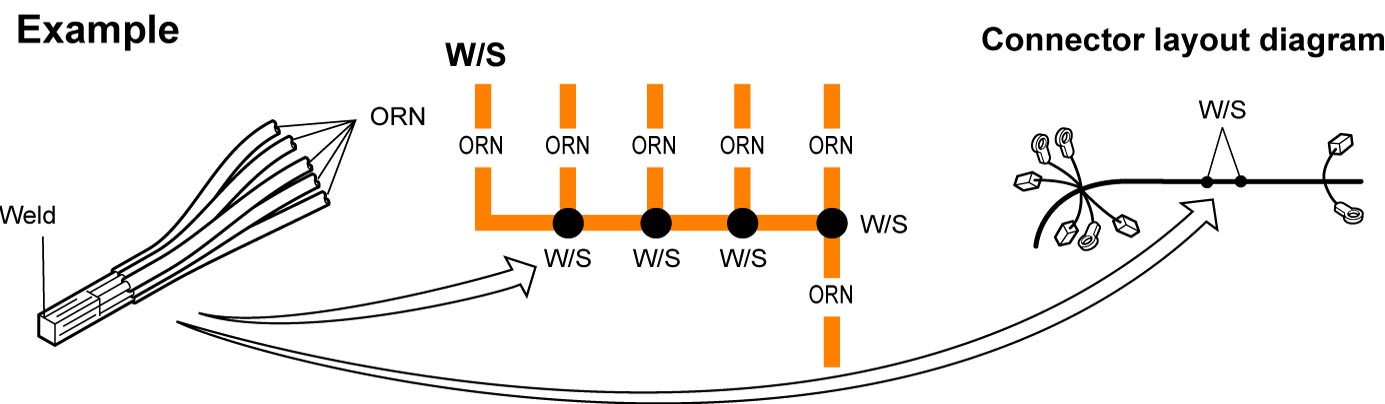 Example
W/S
Connector layout diagram
ORN
W/S
ORN ORN ORN ORN ORN
Weld
W/S
W/S W/S W/S
ORN